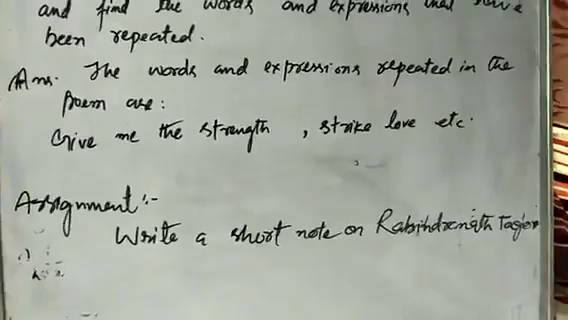 and find the words and expressions that have
been repeated.
Ans. The words and expressions repeated in the
Poem are:
Give me the strength, strike love etc.
Assignment:-
Write a short note on Rabindranath Tagore